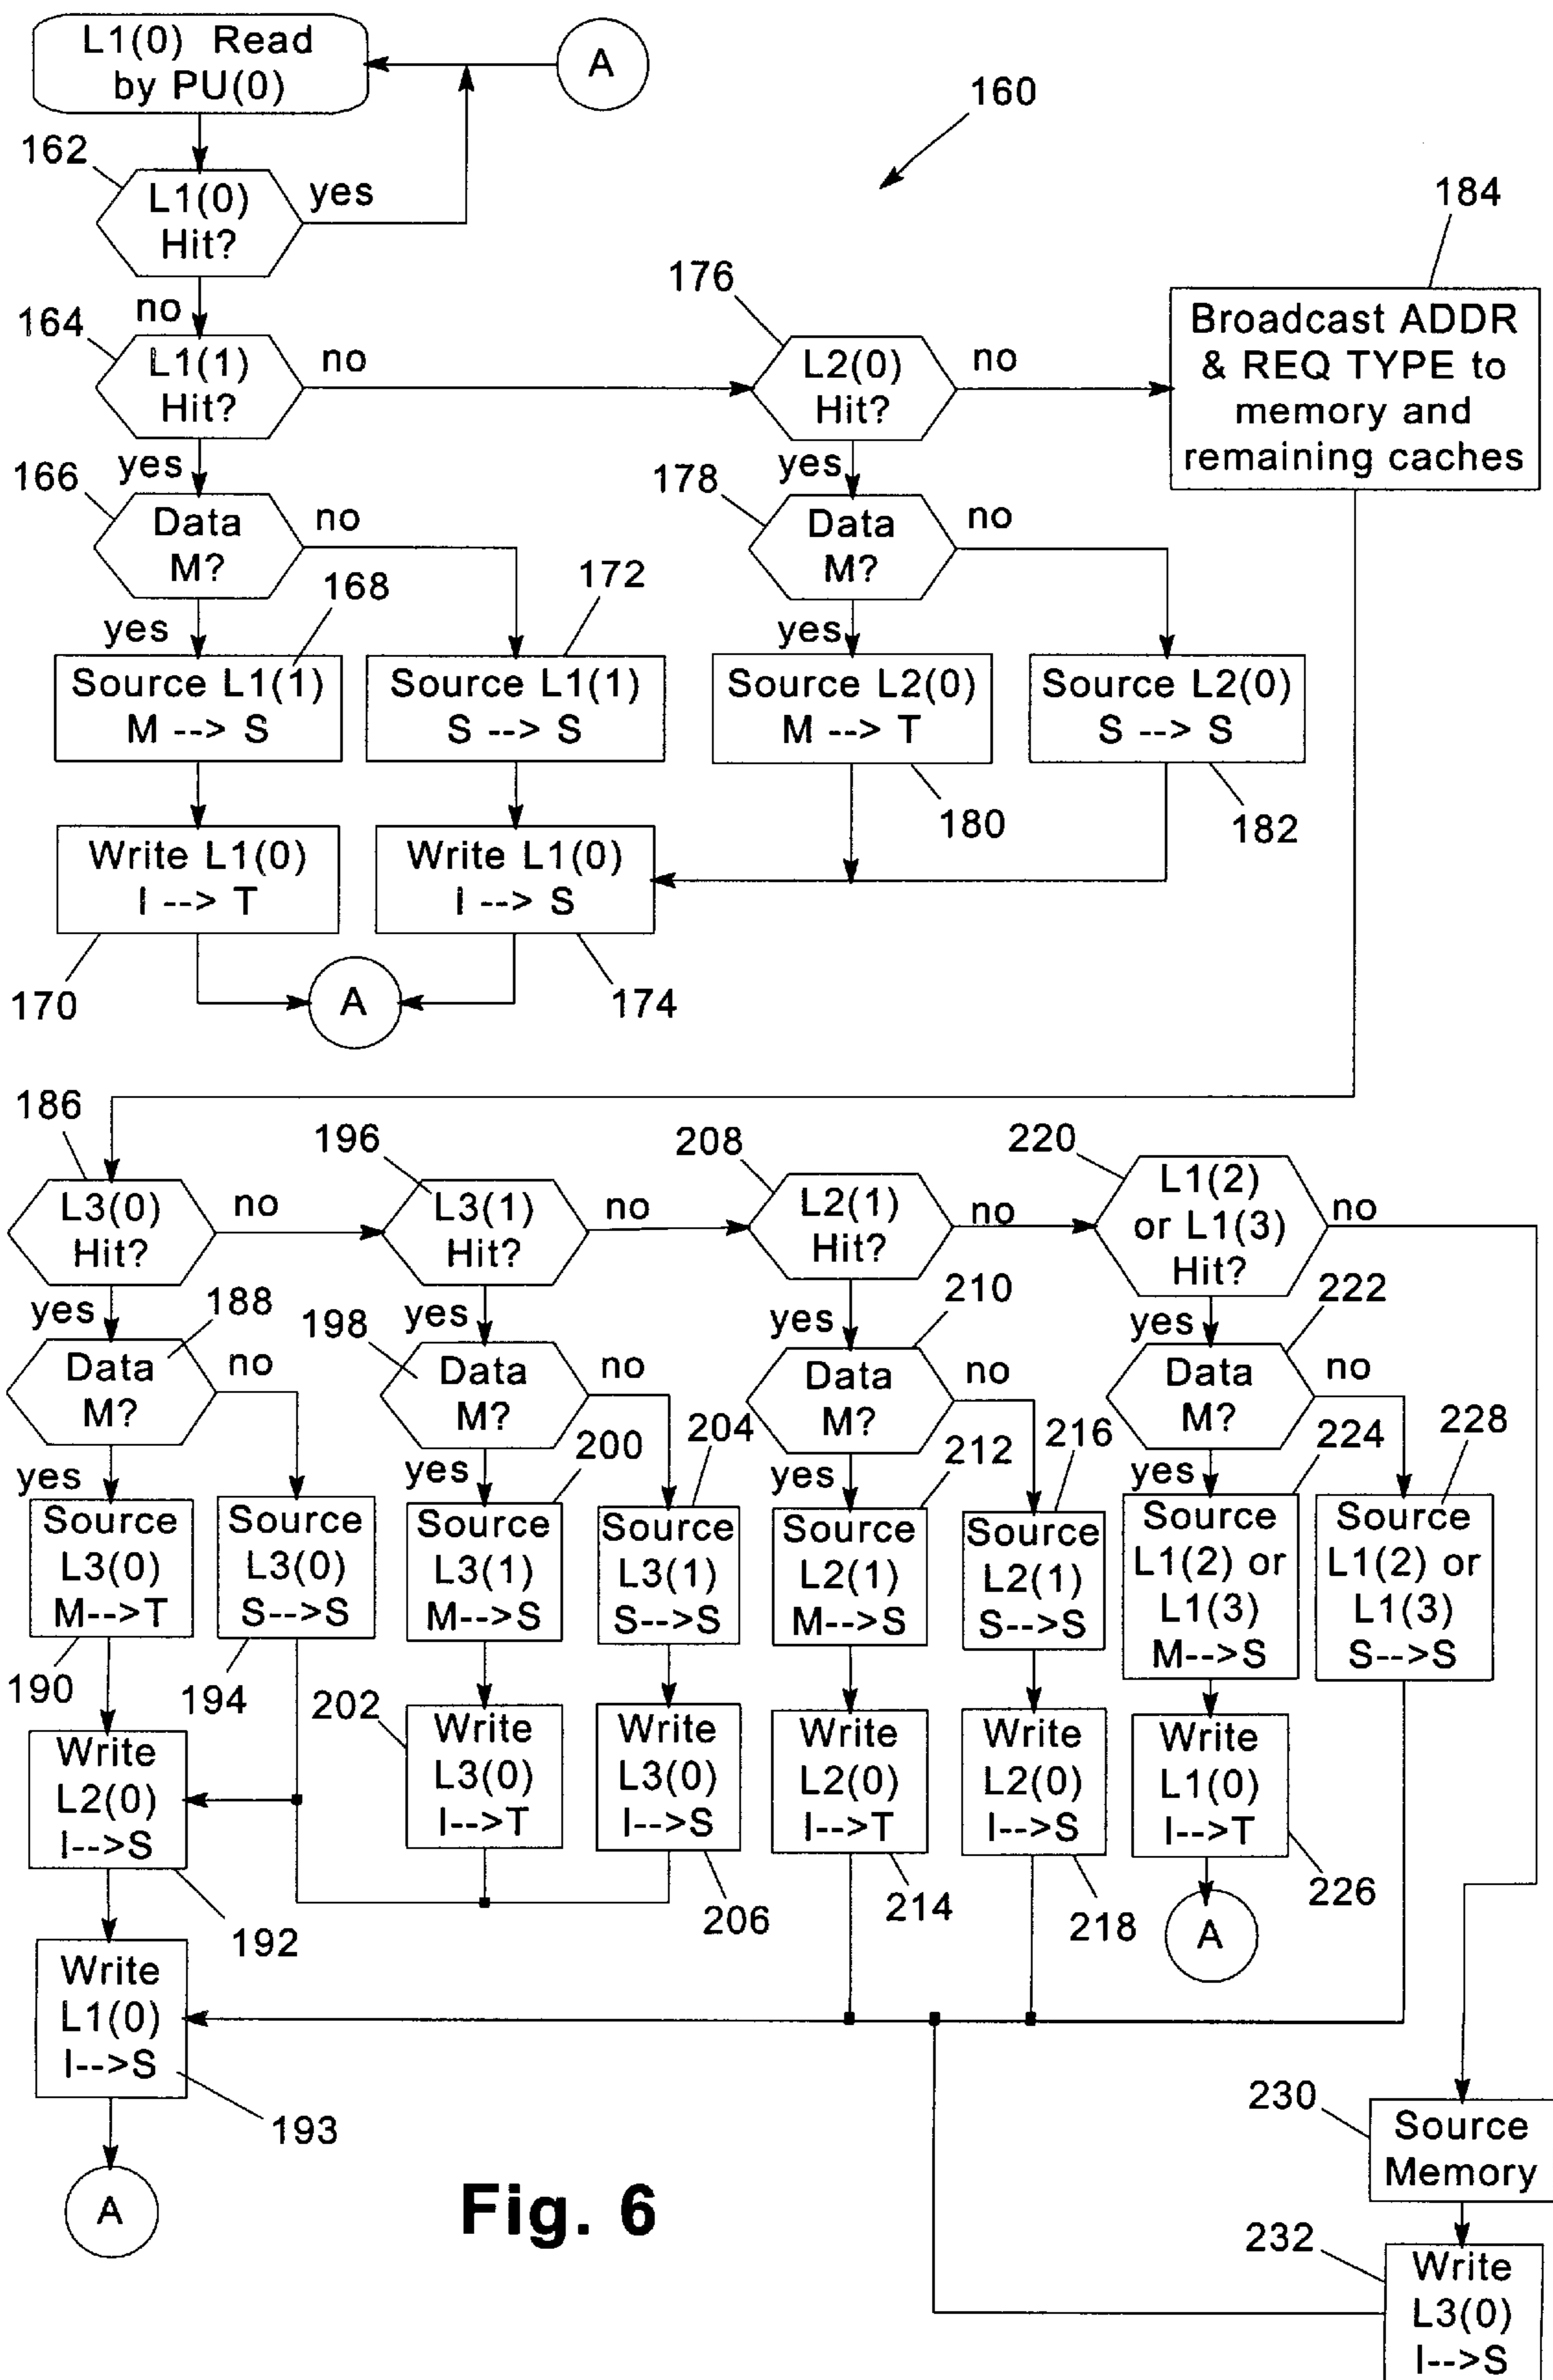 L1(0) Read
by PU(0)
A
160
162
L1(0)
Hit?
yes
no
184
Broadcast ADDR
& REQ TYPE to
memory and
remaining caches
164
L1(1)
Hit?
no
176
L2(0)
Hit?
no
yes
yes
166
Data
M?
no
178
Data
M?
no
168
172
yes
yes
Source L1(1)
M --> S
Source L1(1)
S --> S
Source L2(0)
M --> T
Source L2(0)
S --> S
180
182
Write L1(0)
I --> T
Write L1(0)
I --> S
170
A
174
186
L3(0)
Hit?
no
196
L3(1)
Hit?
no
208
L2(1)
Hit?
no
220
L1(2)
or L1(3)
Hit?
no
yes
188
Data
M?
no
yes
198
Data
M?
no
yes
210
Data
M?
no
yes
222
Data
M?
no
yes
Source
L3(0)
M-->T
190
Source
L3(0)
S-->S
194
yes
200
Source
L3(1)
M-->S
204
Source
L3(1)
S-->S
yes
212
Source
L2(1)
M-->S
216
Source
L2(1)
S-->S
yes
224
Source
L1(2) or
L1(3)
M-->S
228
Source
L1(2) or
L1(3)
S-->S
Write
L2(0)
I-->S
192
202
Write
L3(0)
I-->T
Write
L3(0)
I-->S
206
Write
L2(0)
I-->T
214
Write
L2(0)
I-->S
218
Write
L1(0)
I-->T
226
A
Write
L1(0)
I-->S
193
A
230
Source
Memory
232
Write
L3(0)
I-->S
Fig. 6